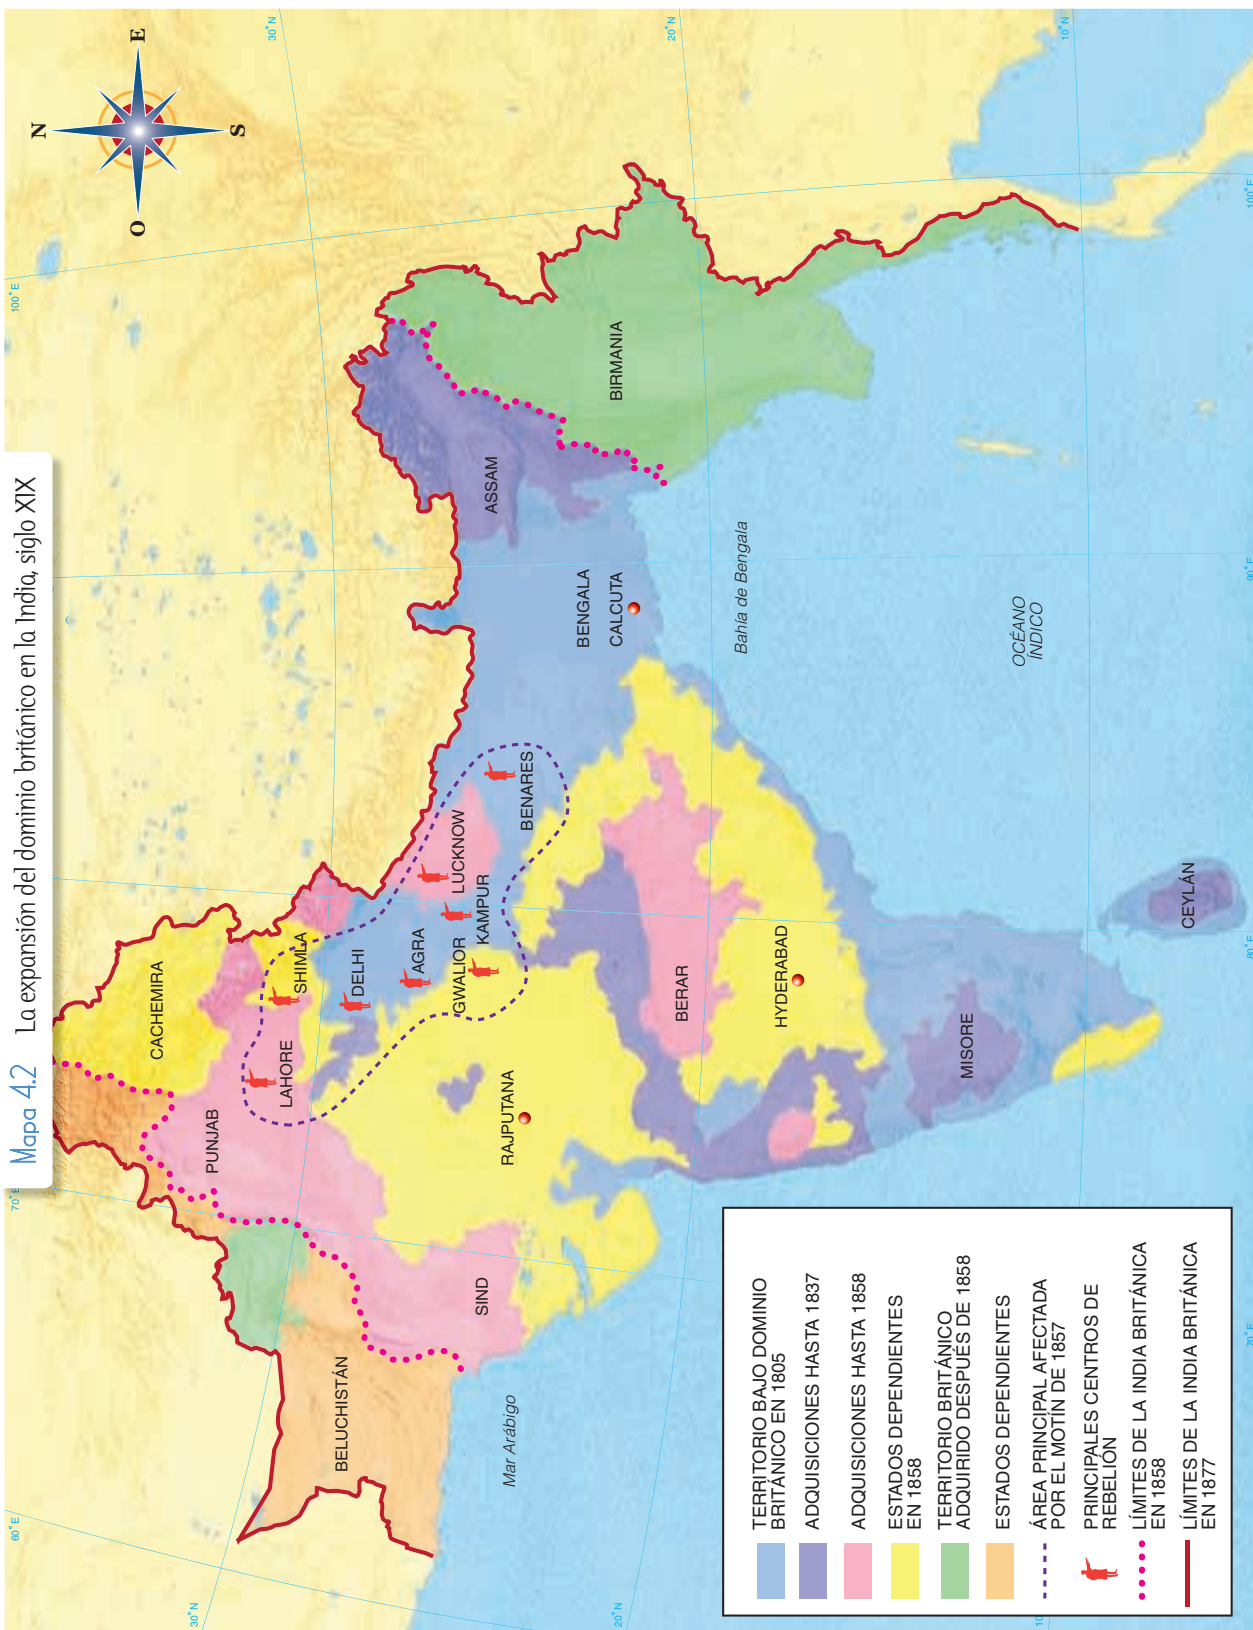 Mapa 4.2 La expansión del dominio británico en la India, siglo XIX
N
E
S
O
30°N
20°N
10°N
100°E
70°E
60°E
30°N
20°N
10
100°E
90°E
80°E
70°E
CACHEMIRA
PUNJAB
LAHORE
SHIMLA
DELHI
AGRA
GWALIOR
KAMPUR
LUCKNOW
BENARES
RAJPUTANA
SIND
BELUCHISTÁN
ASSAM
BENGALA
CALCUTA
BIRMANIA
BERAR
HYDERABAD
MISORE
CEYLÁN
Mar Arábigo
Bahía de Bengala
OCÉANO
ÍNDICO
TERRITORIO BAJO DOMINIO
BRITÁNICO EN 1805
ADQUISICIONES HASTA 1837
ADQUISICIONES HASTA 1858
ESTADOS DEPENDIENTES
EN 1858
TERRITORIO BRITÁNICO
ADQUIRIDO DESPUÉS DE 1858
ESTADOS DEPENDIENTES
ÁREA PRINCIPAL AFECTADA
POR EL MOTÍN DE 1857
PRINCIPALES CENTROS DE
REBELIÓN
LÍMITES DE LA INDIA BRITÁNICA
EN 1858
LÍMITES DE LA INDIA BRITÁNICA
EN 1877